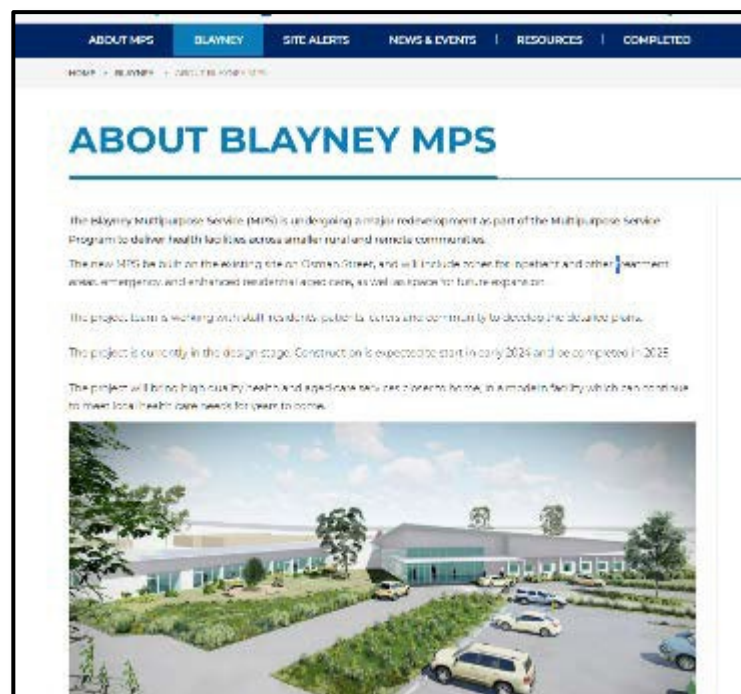 ABOUT MPS BLAYNEY SITE ALERTS NEWS & EVENTS | RESOURCES | COMPLETED
HOME • BLAYNEY • ABOUT BLAYNEY MPS
ABOUT BLAYNEY MPS
The Blayney Multipurpose Service (MPS) is undergoing a major redevelopment as part of the Multipurpose Service
Program to deliver health facilities across smaller rural and remote communities.
The new MPS be built on the existing site on Osman Street, and will include zones for inpatient and other treatment
areas, emergency, and enhanced residential aged care, as well as space for future expansion.
The project team is working with staff, residents, patients, carers and community to develop the detailed plans.
The project is currently in the design stage. Construction is expected to start in early 2024 and be completed in 2025
The project will bring high quality health and aged care services closer to home, in a modern facility which can continue
to meet local health care needs for years to come.